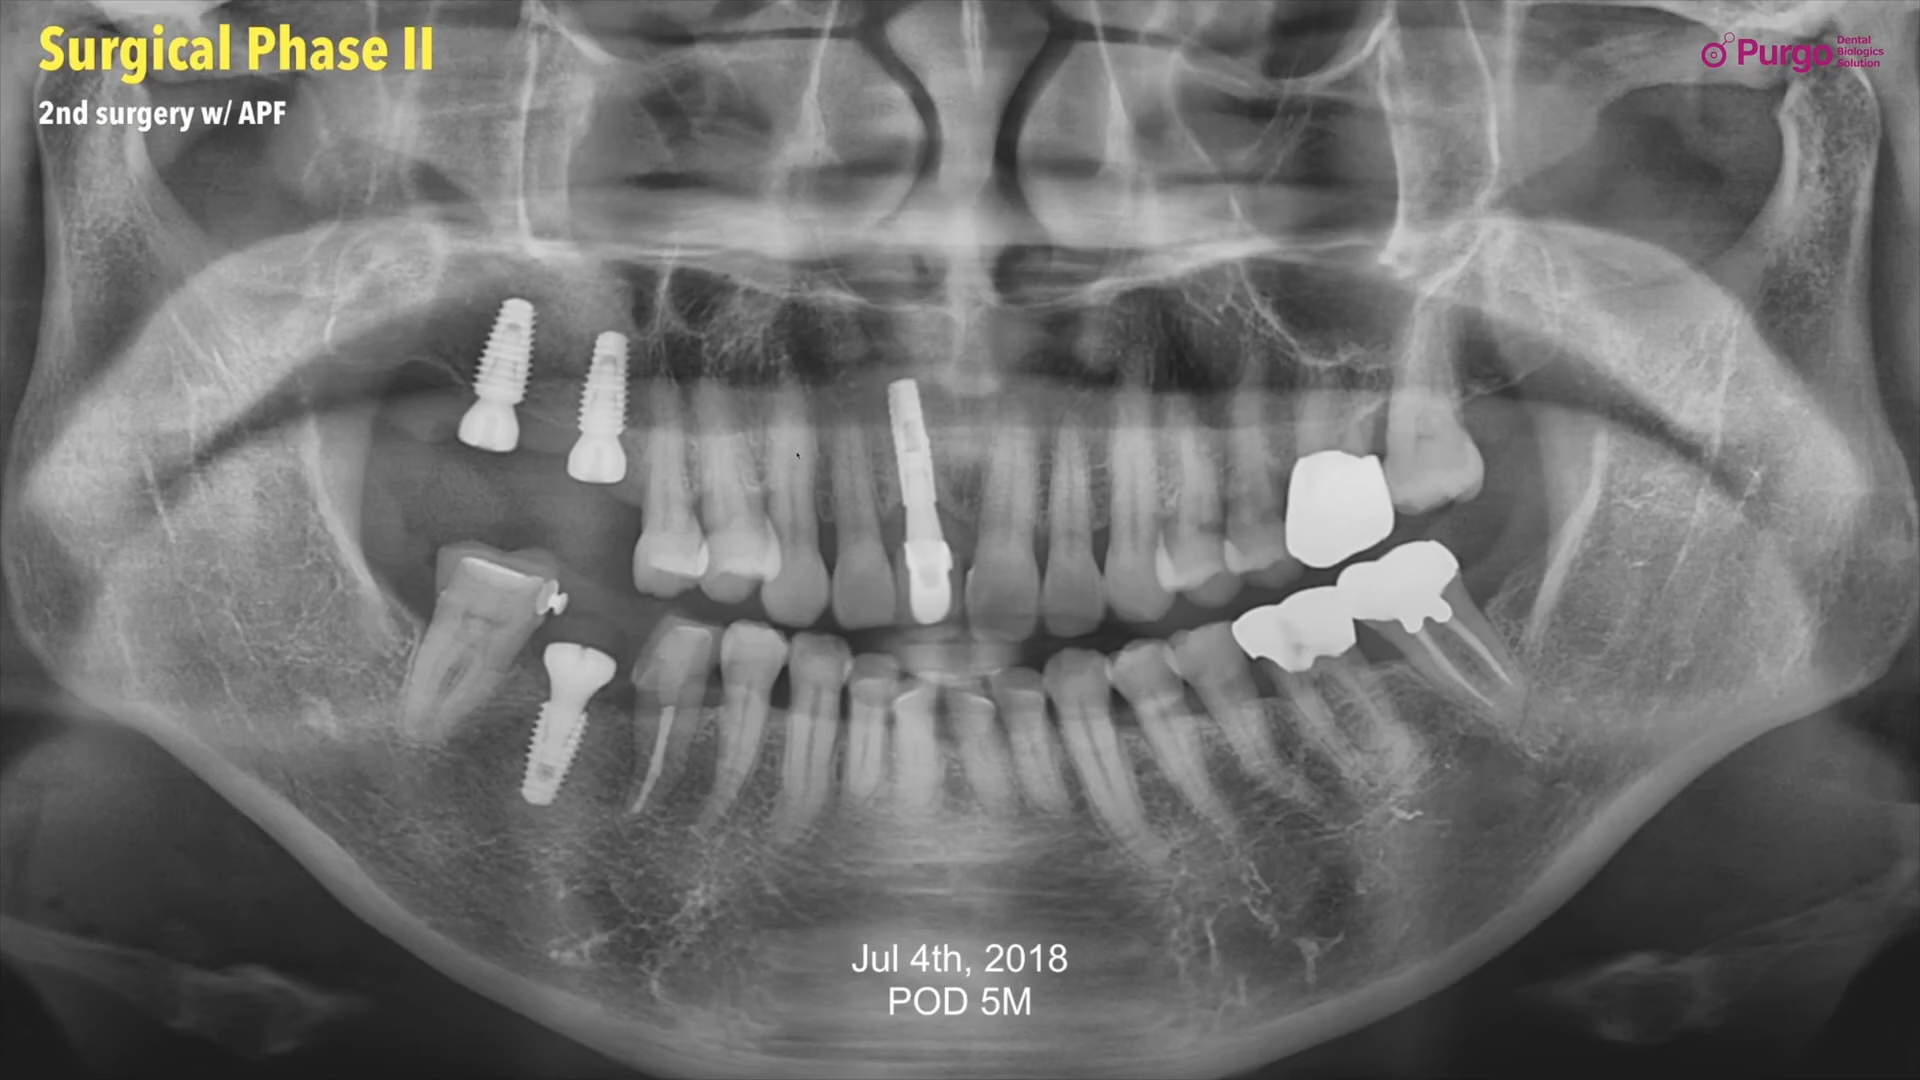 Surgical Phase II
2nd surgery w/ APF
Purgo
Dental
Biologics
Solution
Jul 4th, 2018
POD 5M